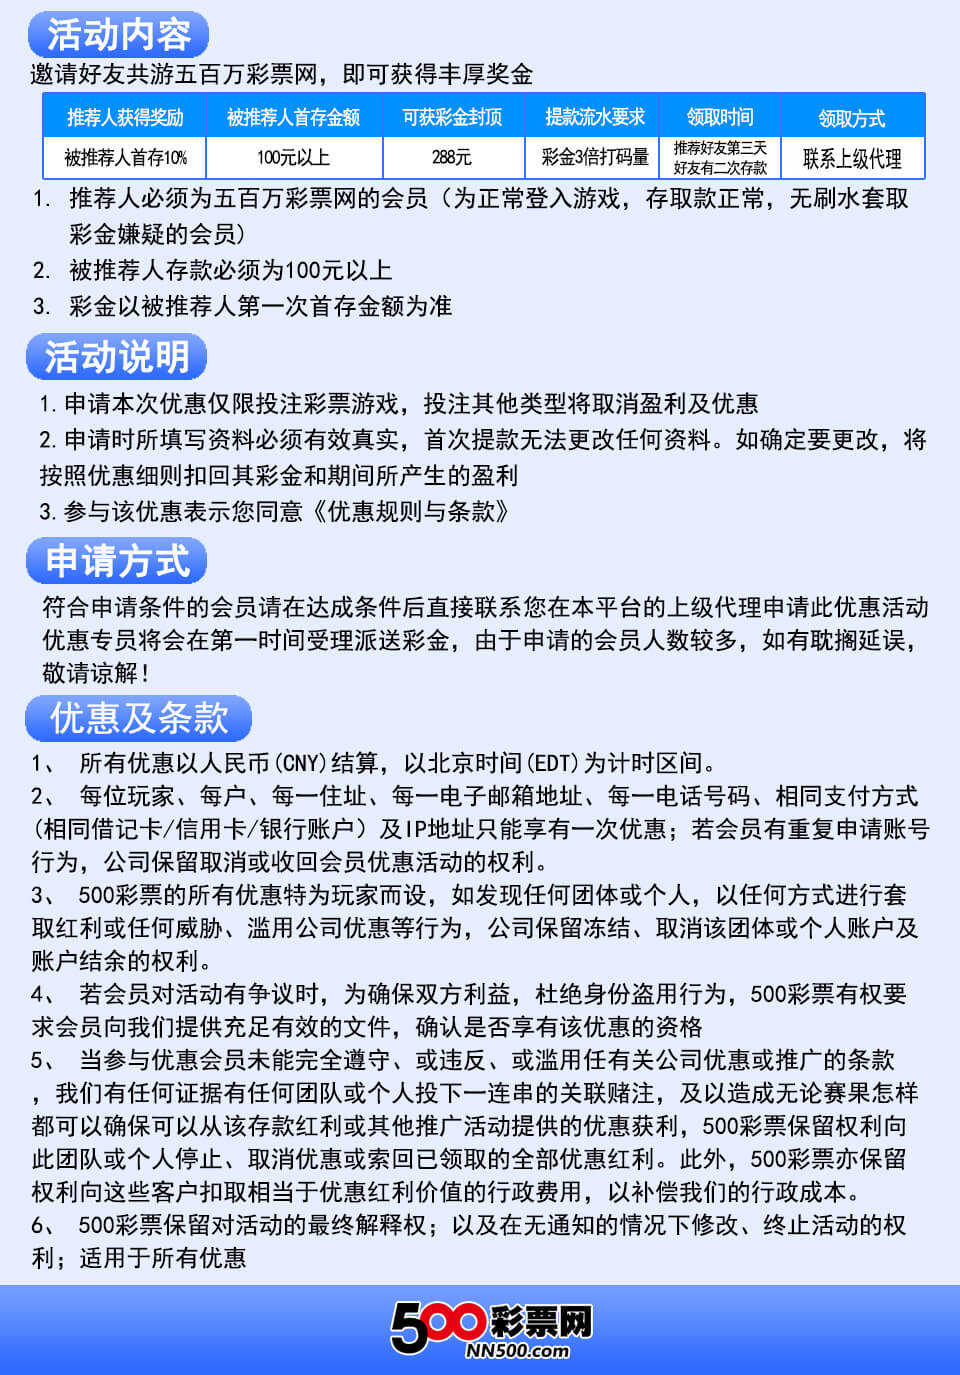 活动内容
邀请好友共游五百万彩票网，即可获得丰厚奖金
推荐人获得奖励 被推荐人首存金额 可获彩金封顶 提款流水要求 领取时间 领取方式
被推荐人首存10% 100元以上 288元 彩金3倍打码量 推荐好友第三天 联系上级代理
好友有二次存款
1. 推荐人必须为五百万彩票网的会员（为正常登入游戏，存取款正常，无刷水套取
彩金嫌疑的会员)
2. 被推荐人存款必须为100元以上
3. 彩金以被推荐人第一次首存金额为准
活动说明
1.申请本次优惠仅限投注彩票游戏，投注其他类型将取消盈利及优惠
2.申请时所填写资料必须有效真实，首次提款无法更改任何资料。如确定要更改，将
按照优惠细则扣回其彩金和期间所产生的盈利
3.参与该优惠表示您同意《优惠规则与条款》
申请方式
符合申请条件的会员请在达成条件后直接联系您在本平台的上级代理申请此优惠活动
优惠专员将会在第一时间受理派送彩金，由于申请的会员人数较多，如有耽搁延误，
敬请谅解！
优惠及条款
1、 所有优惠以人民币(CNY)结算，以北京时间(EDT)为计时区间。
2、 每位玩家、每户、每一住址、每一电子邮箱地址、每一电话号码、相同支付方式
(相同借记卡/信用卡/银行账户）及IP地址只能享有一次优惠；若会员有重复申请账号
行为，公司保留取消或收回会员优惠活动的权利。
3、 500彩票的所有优惠特为玩家而设，如发现任何团体或个人，以任何方式进行套
取红利或任何威胁、滥用公司优惠等行为，公司保留冻结、取消该团体或个人账户及
账户结余的权利。
4、 若会员对活动有争议时，为确保双方利益，杜绝身份盗用行为，500彩票有权要
求会员向我们提供充足有效的文件，确认是否享有该优惠的资格
5、 当参与优惠会员未能完全遵守、或违反、或滥用任有关公司优惠或推广的条款
，我们有任何证据有任何团队或个人投下一连串的关联赌注，及以造成无论赛果怎样
都可以确保可以从该存款红利或其他推广活动提供的优惠获利，500彩票保留权利向
此团队或个人停止、取消优惠或索回已领取的全部优惠红利。此外，500彩票亦保留
权利向这些客户扣取相当于优惠红利价值的行政费用，以补偿我们的行政成本。
6、 500彩票保留对活动的最终解释权；以及在无通知的情况下修改、终止活动的权
利；适用于所有优惠
500彩票网
NN500.com